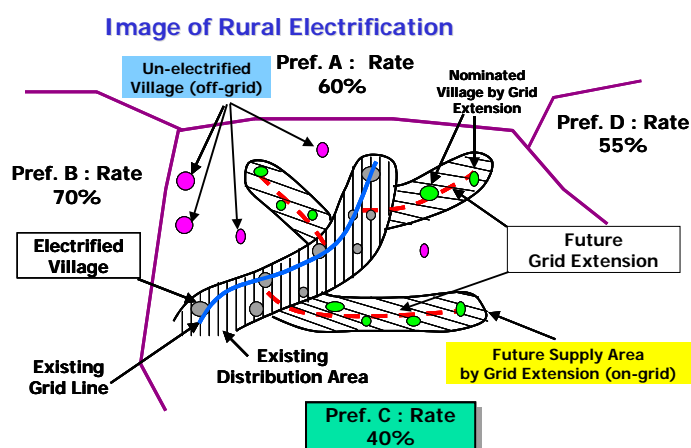 Image of Rural Electrification
Un-electrified
Village (off-grid)
Pref. A : Rate
60%
Nominated
Village by Grid
Extension
Pref. D : Rate
55%
Pref. B : Rate
70%
Electrified
Village
Future
Grid Extension
Existing
Grid Line
Existing
Distribution Area
Future Supply Area
by Grid Extension (on-grid)
Pref. C : Rate
40%